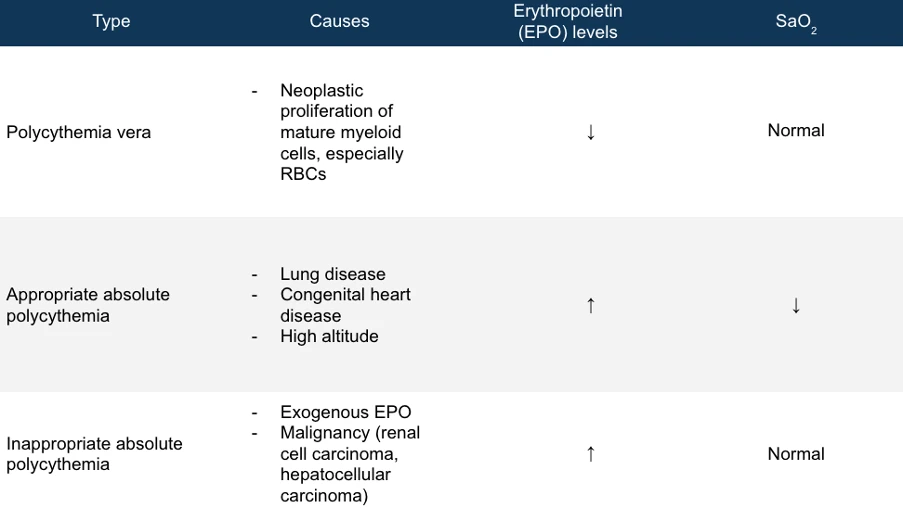 Type
Causes
Erythropoietin
(EPO) levels
SaO₂
Polycythemia vera
- Neoplastic
proliferation of
mature myeloid
cells, especially
RBCs
↓
Normal
Appropriate absolute
polycythemia
- Lung disease
- Congenital heart
disease
- High altitude
↑
↓
Inappropriate absolute
polycythemia
- Exogenous EPO
- Malignancy (renal
cell carcinoma,
hepatocellular
carcinoma)
↑
Normal